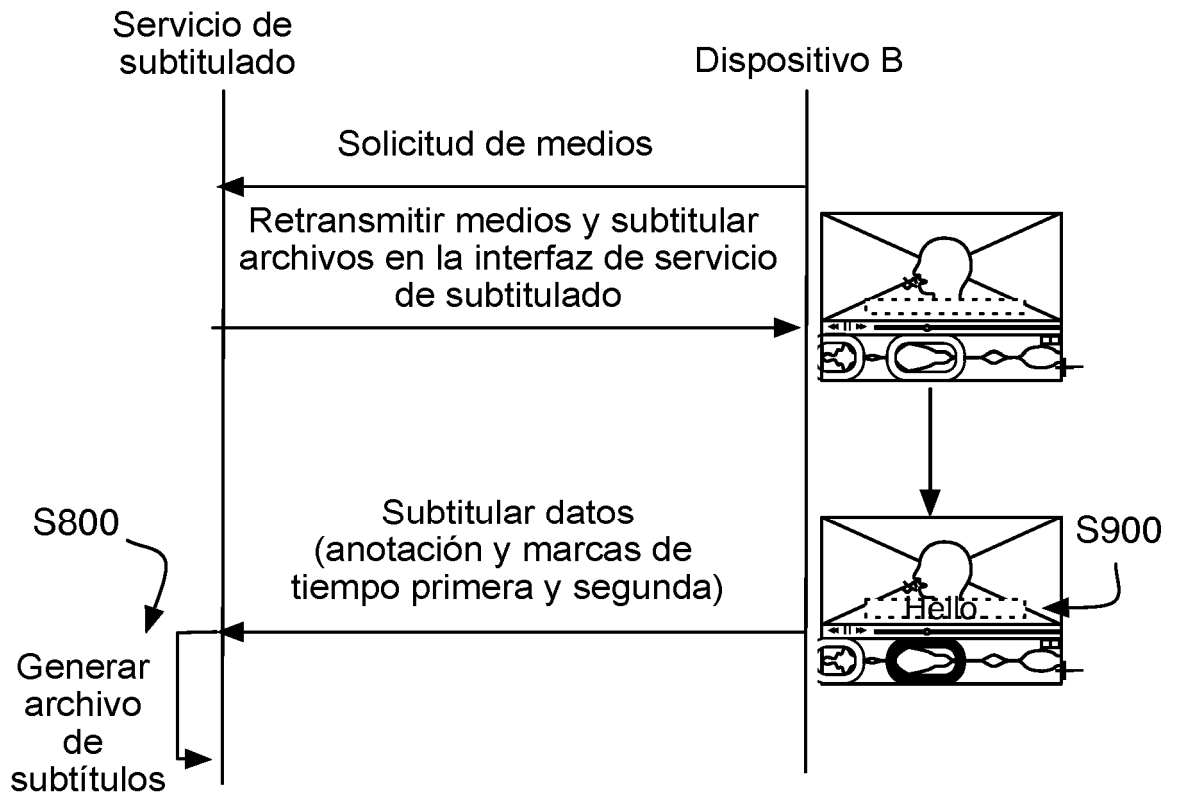 Servicio de
subtitulado
Dispositivo B
Solicitud de medios
Retransmitir medios y subtitular
archivos en la interfaz de servicio
de subtitulado
Subtitular datos
(anotación y marcas de
tiempo primera y segunda)
S800
S900
Hello
Generar
archivo
de
subtítulos